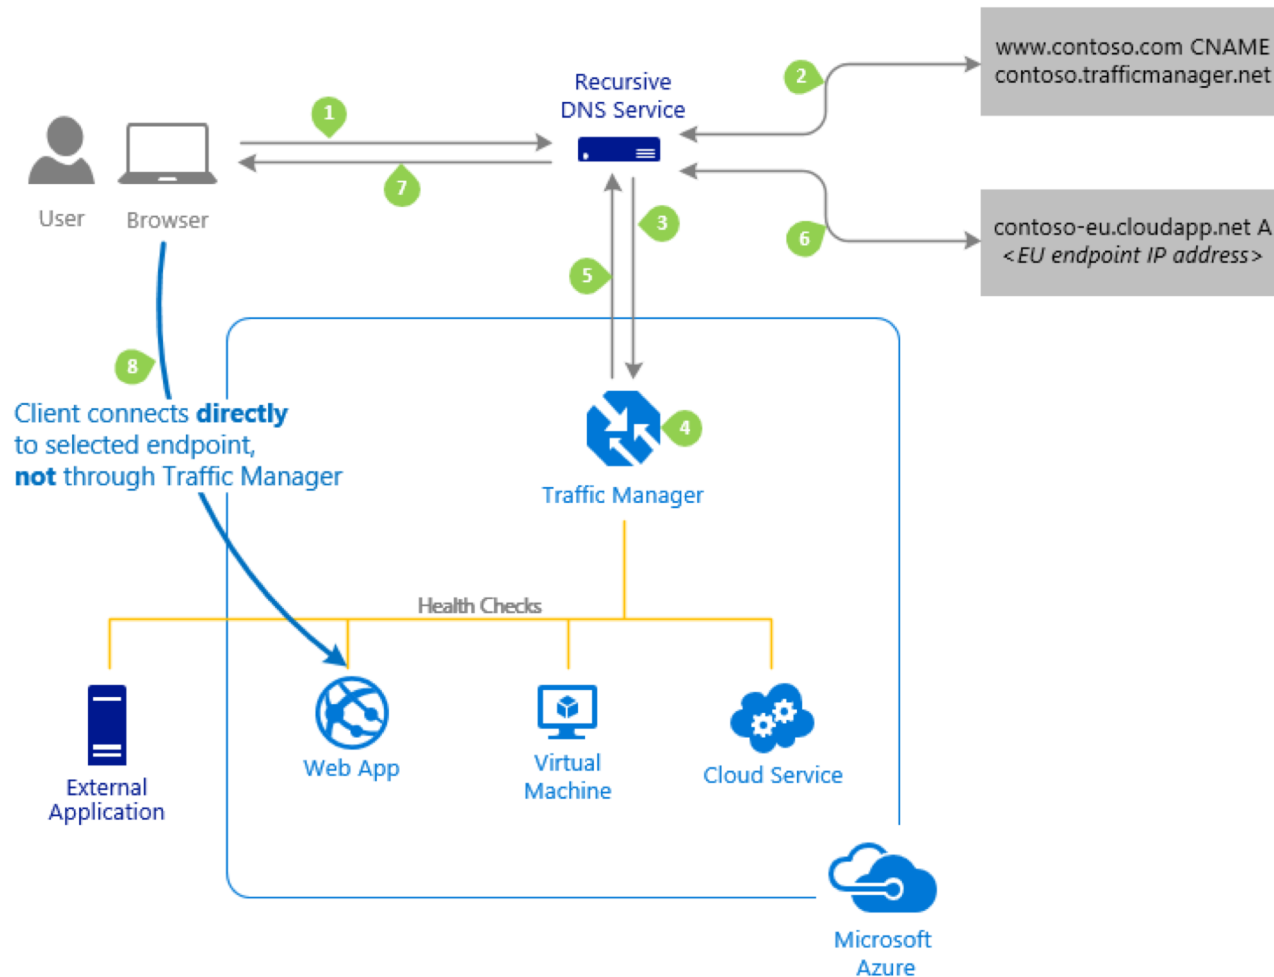 www.contoso.com CNAME
contoso.trafficmanager.net
2
Recursive
DNS Service
1
7
User
Browser
3
6
contoso-eu.cloudapp.net A
<EU endpoint IP address>
5
8
Client connects directly
to selected endpoint,
not through Traffic Manager
4
Traffic Manager
Health Checks
External
Application
Web App
Virtual
Machine
Cloud Service
Microsoft
Azure